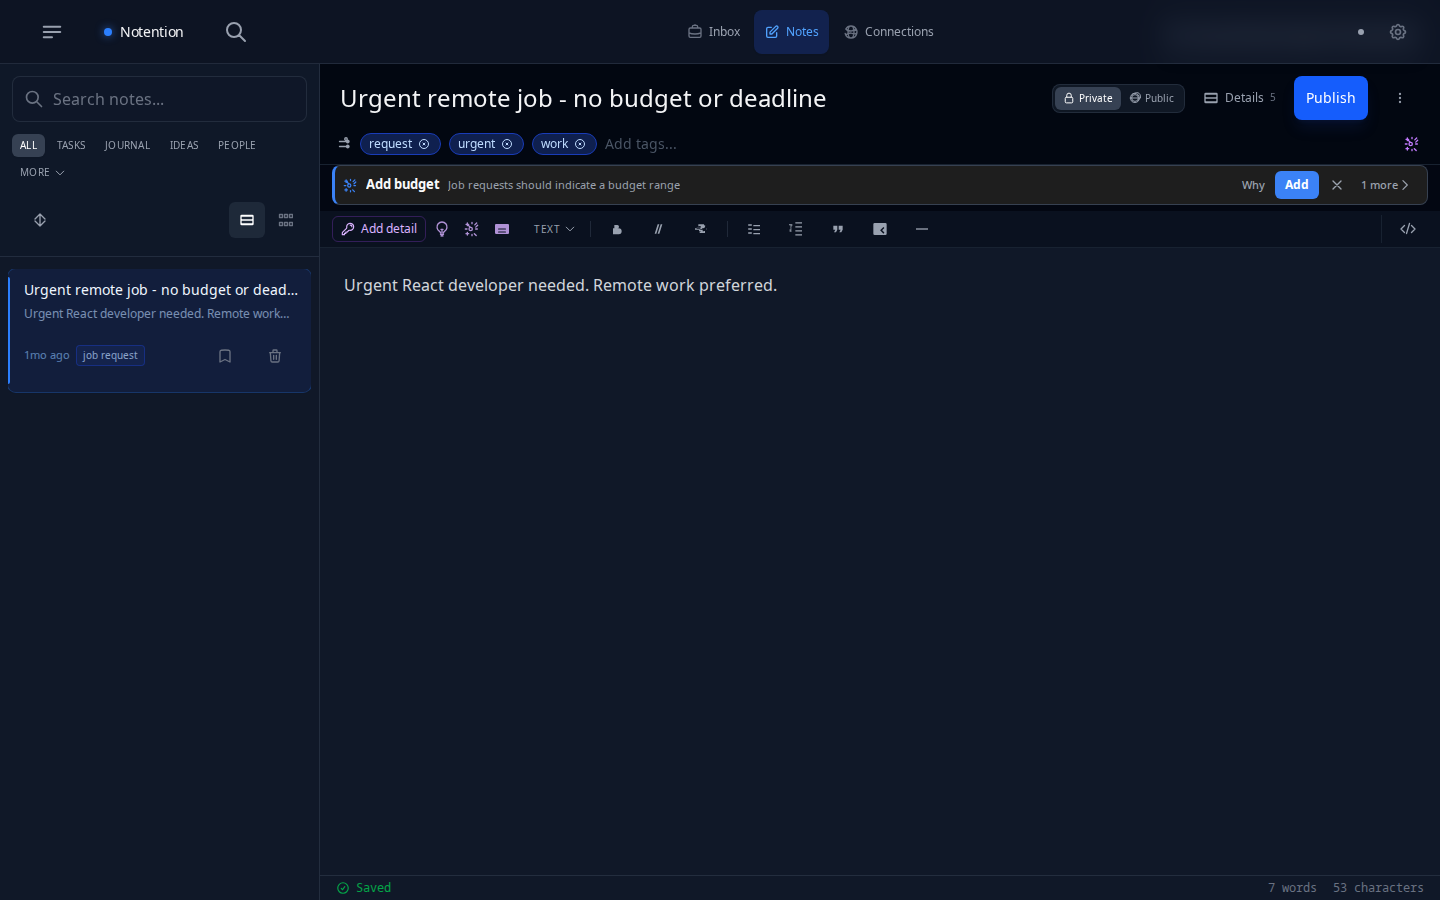 Notention
Inbox
Notes
Connections
Search notes...
ALL
TASKS
JOURNAL
IDEAS
PEOPLE
MORE
Urgent remote job - no budget or dead...
Urgent React developer needed. Remote work...
1mo ago
job request
Urgent remote job - no budget or deadline
Private
Public
Details 5
Publish
request
urgent
work
Add tags...
Add budget
Job requests should indicate a budget range
Why
Add
1 more
Add detail
TEXT
Urgent React developer needed. Remote work preferred.
Saved
7 words
53 characters